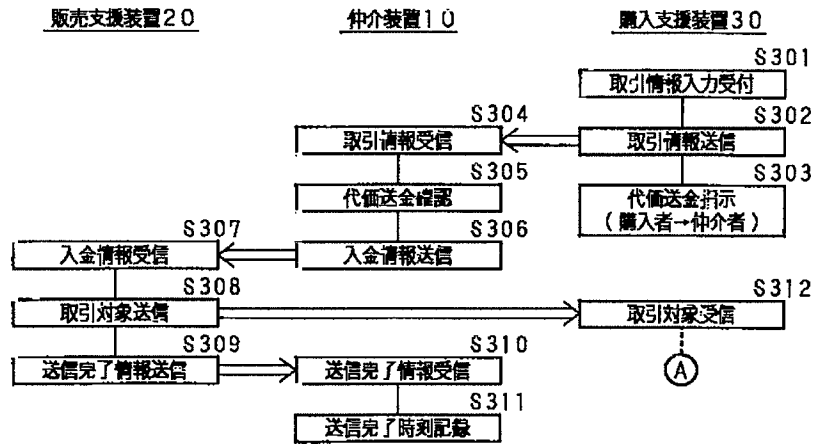 販売支援装置20
仲介装置10
購入支援装置30
S301
取引情報入力受付
S304
S302
取引情報受信
取引情報送信
S305
S303
代価送金確認
代価送金指示
(購入者→仲介者)
S307
S306
入金情報受信
入金情報送信
S308
S312
取引対象送信
取引対象受信
S309
S310
送信完了情報送信
送信完了情報受信
A
S311
送信完了時刻記録